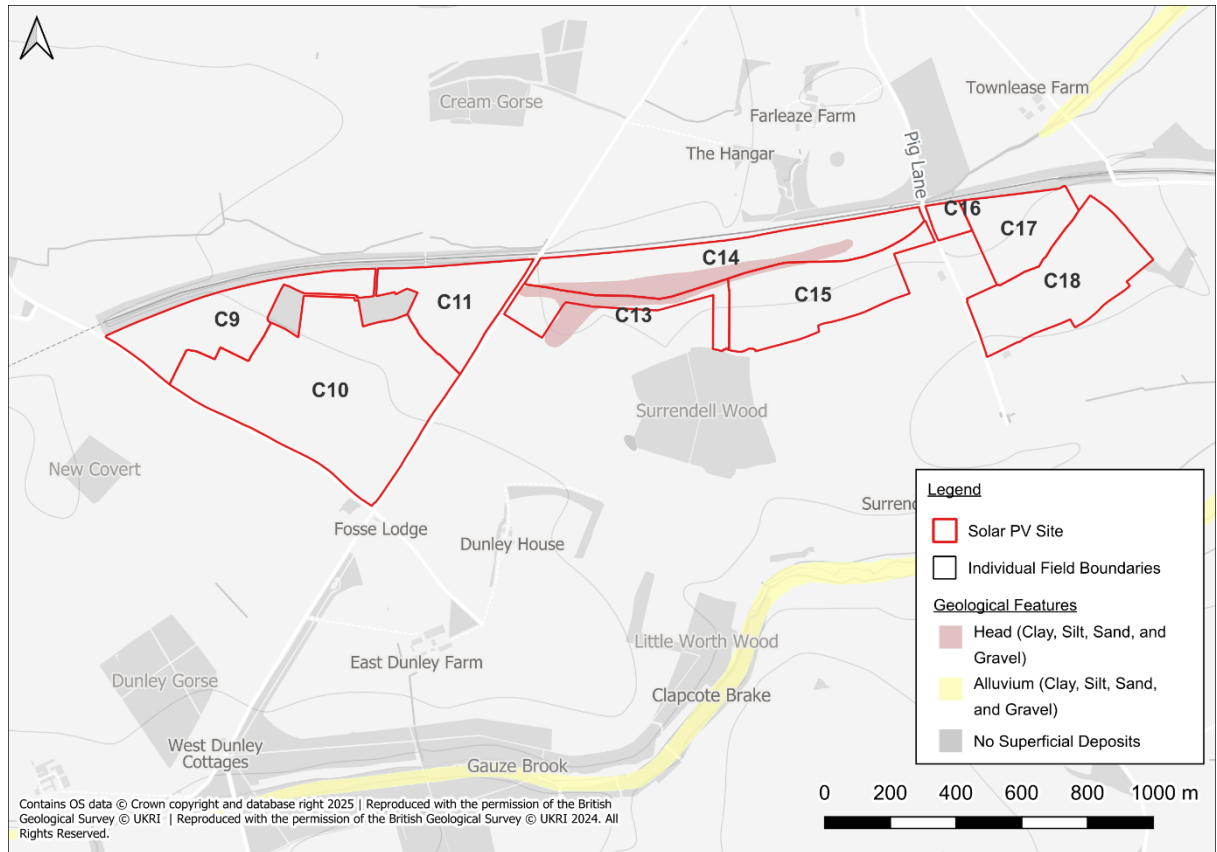 Townlease Farm
Cream Gorse
Farleaze Farm
Pig Lane
The Hangar
C16
C17
C14
C18
C11
C15
C9
C13
C10
Surrendell Wood
New Covert
Legend
Surrend
Fosse Lodge
Solar PV Site
Dunley House
Individual Field Boundaries
Geological Features
Head (Clay, Silt, Sand, and
Gravel)
Little Worth Wood
East Dunley Farm
Alluvium (Clay, Silt, Sand,
and Gravel)
Dunley Gorse
Clapcote Brake
No Superficial Deposits
West Dunley
Cottages
Gauze Brook
0 200 400 600 800 1000 m
Contains OS data © Crown copyright and database right 2025 | Reproduced with the permission of the British
Geological Survey © UKRI | Reproduced with the permission of the British Geological Survey © UKRI 2024. All
Rights Reserved.